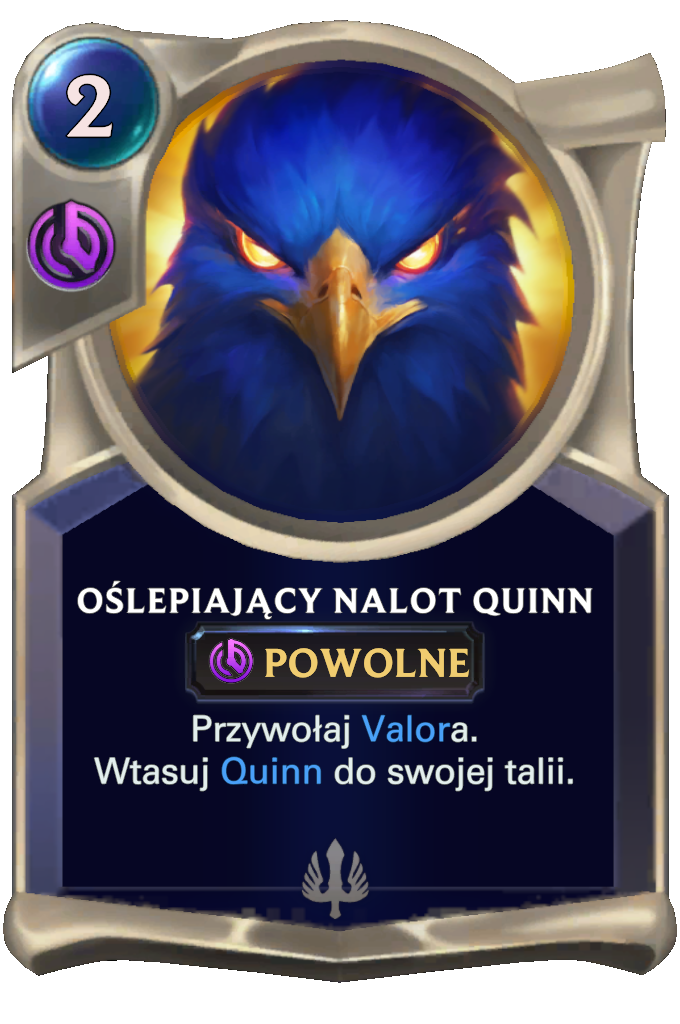 2
OŚLEPIAJĄCY NALOT QUINN
POWOLNE
Przywołaj Valora.
Wtasuj Quinn do swojej talii.